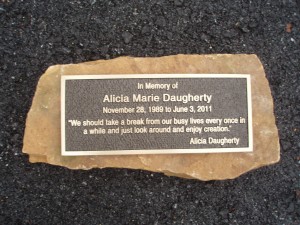 In Memory of
Alicia Marie Daugherty
November 28, 1989 to June 3, 2011
"We should take a break from our busy lives every once in
a while and just look around and enjoy creation."
Alicia Daugherty